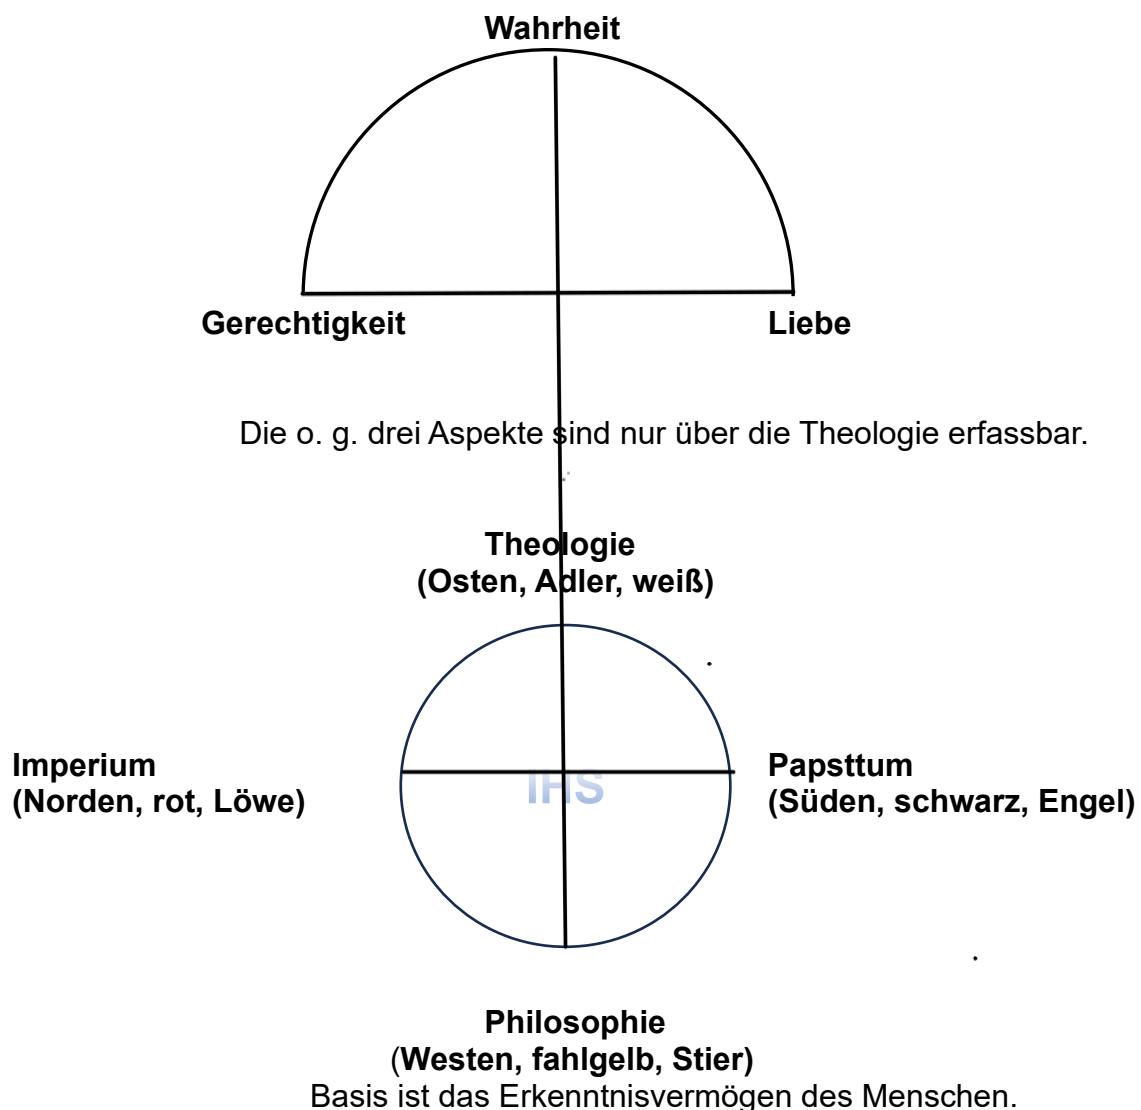 Wahrheit
Gerechtigkeit
Liebe
Die o. g. drei Aspekte sind nur über die Theologie erfassbar.
Theologie
(Osten, Adler, weiß)
Imperium
(Norden, rot, Löwe)
IHS
Papsttum
(Süden, schwarz, Engel)
Philosophie
(Westen, fahlgelb, Stier)
Basis ist das Erkenntnisvermögen des Menschen.